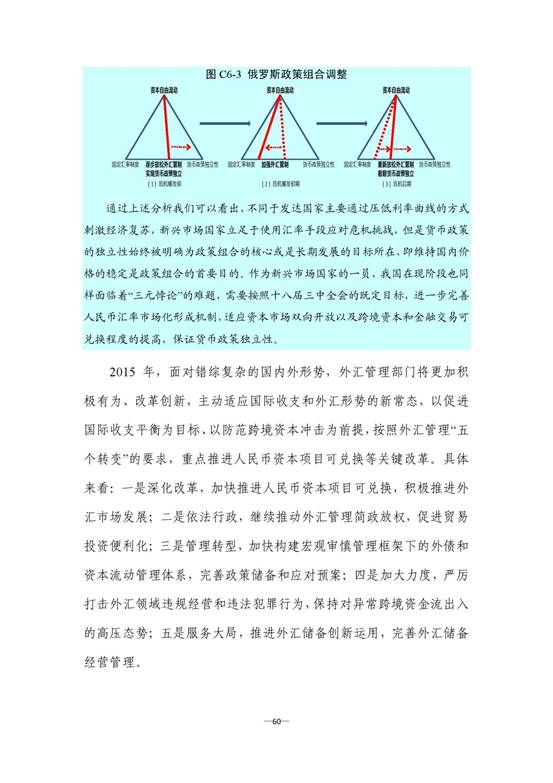 图 C6-3 俄罗斯政策组合调整
资本自由流动 资本自由流动 资本自由流动
固定汇率制度 逐步放松外汇管制 货币政策独立性 固定汇率制度 加强外汇管制 货币政策独立性 固定汇率制度 重新放松外汇管制 货币政策独立性
实现货币政策独立 着眼货币政策独立
(1) 危机爆发前 (2) 危机爆发初期 (3) 危机后期
通过上述分析我们可以看出，不同于发达国家主要通过压低利率曲线的方式
刺激经济复苏，新兴市场国家立足于使用汇率手段应对危机挑战，但是货币政策
的独立性始终被明确为政策组合的核心或是长期发展的目标所在，即维持国内价
格的稳定是政策组合的首要目的。作为新兴市场国家的一员，我国在现阶段也同
样面临着“三元悖论”的难题，需要按照十八届三中全会的既定目标，进一步完善
人民币汇率市场化形成机制，适应资本市场双向开放以及跨境资本和金融交易可
兑换程度的提高，保证货币政策独立性。
2015 年，面对错综复杂的国内外形势，外汇管理部门将更加积
极有为、改革创新，主动适应国际收支和外汇形势的新常态，以促进
国际收支平衡为目标、以防范跨境资本冲击为前提，按照外汇管理“五
个转变”的要求，重点推进人民币资本项目可兑换等关键改革。具体
来看：一是深化改革，加快推进人民币资本项目可兑换，积极推进外
汇市场发展；二是依法行政，继续推动外汇管理简政放权，促进贸易
投资便利化；三是管理转型，加快构建宏观审慎管理框架下的外债和
资本流动管理体系，完善政策储备和应对预案；四是加大力度，严厉
打击外汇领域违规经营和违法犯罪行为，保持对异常跨境资金流出入
的高压态势；五是服务大局，推进外汇储备创新运用，完善外汇储备
经营管理。
—60—